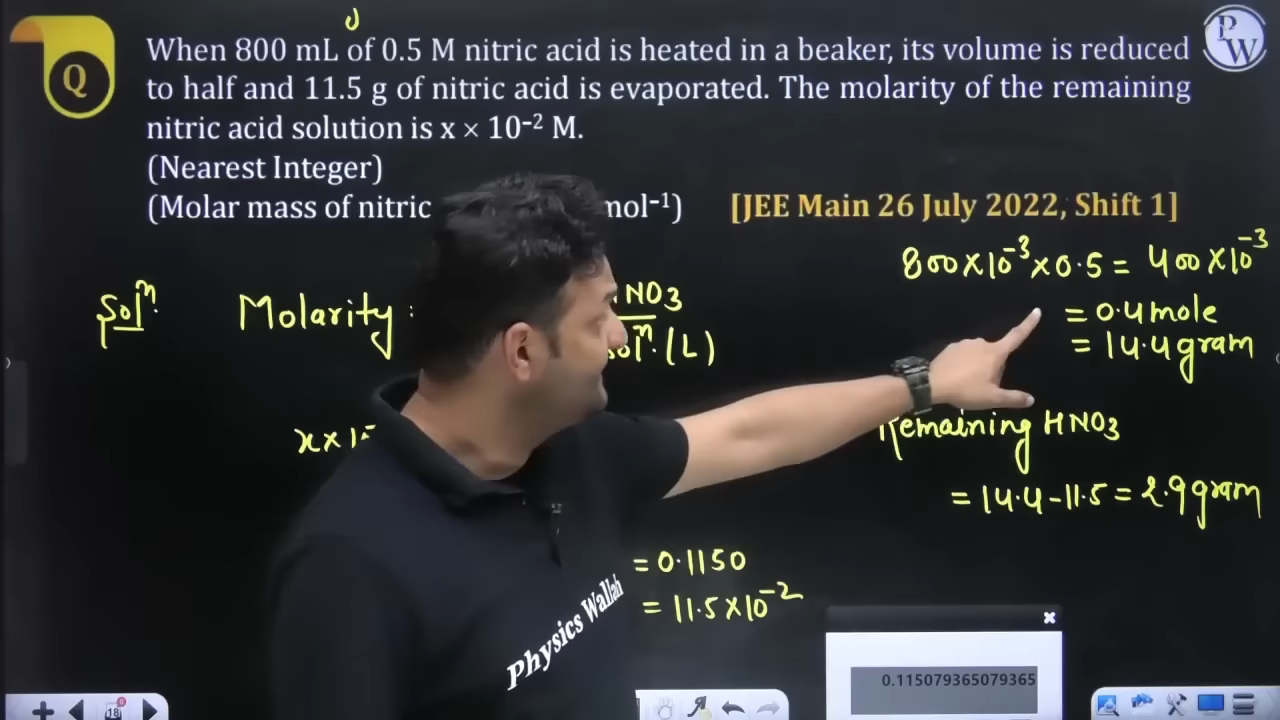 Q
PW
When 800 mL of 0.5 M nitric acid is heated in a beaker, its volume is reduced
to half and 11.5 g of nitric acid is evaporated. The molarity of the remaining
nitric acid solution is x × 10⁻² M.
(Nearest Integer)
(Molar mass of nitric mol⁻¹) [JEE Main 26 July 2022, Shift 1]
800×10⁻³×0.5 = 400×10⁻³
= 0.4 mole
= 14.4 gram
Solⁿ. Molarity : NO3
solⁿ. (L)
Remaining HNO3
= 14.4-11.5 = 2.9 gram
x×1
= 0.1150
= 11.5×10⁻²
Physics Wallah
0.115079365079365
18